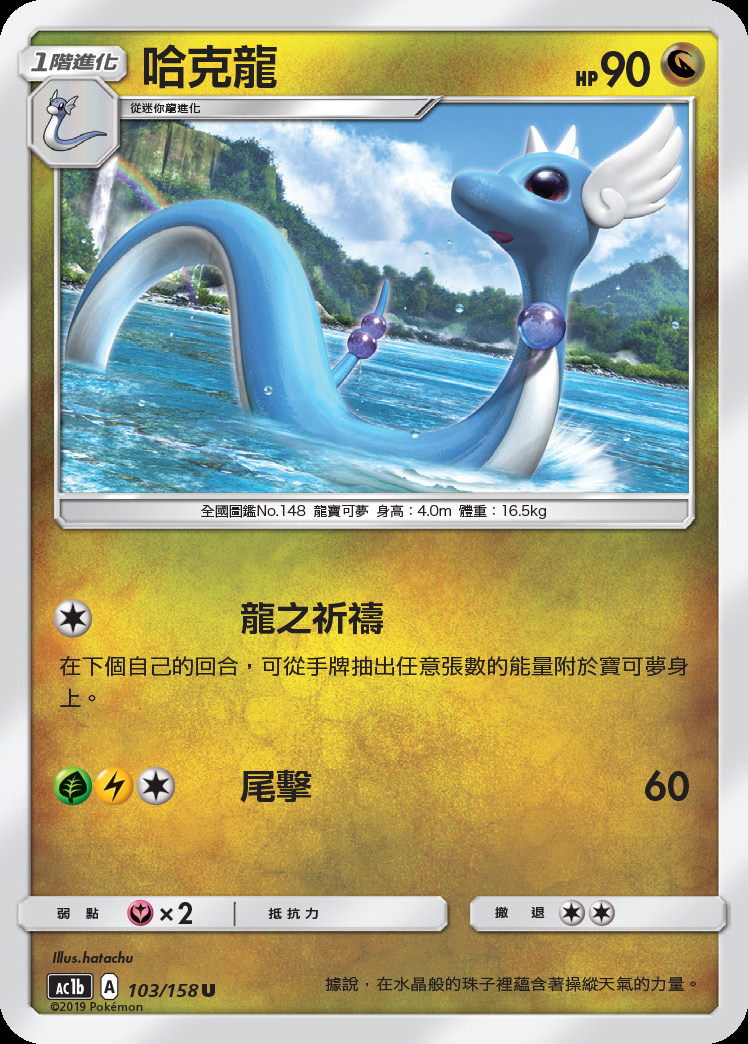 1階進化 哈克龍 HP90
從迷你龍進化
全國圖鑑No.148 龍寶可夢 身高：4.0m 體重：16.5kg
龍之祈禱
在下個自己的回合，可從手牌抽出任意張數的能量附於寶可夢身
上。
尾擊 60
弱點 ×2 抵抗力 撤退
Illus.hatachu
AC1b A 103/158 U
據說，在水晶般的珠子裡蘊含著操縱天氣的力量。
©2019 Pokémon